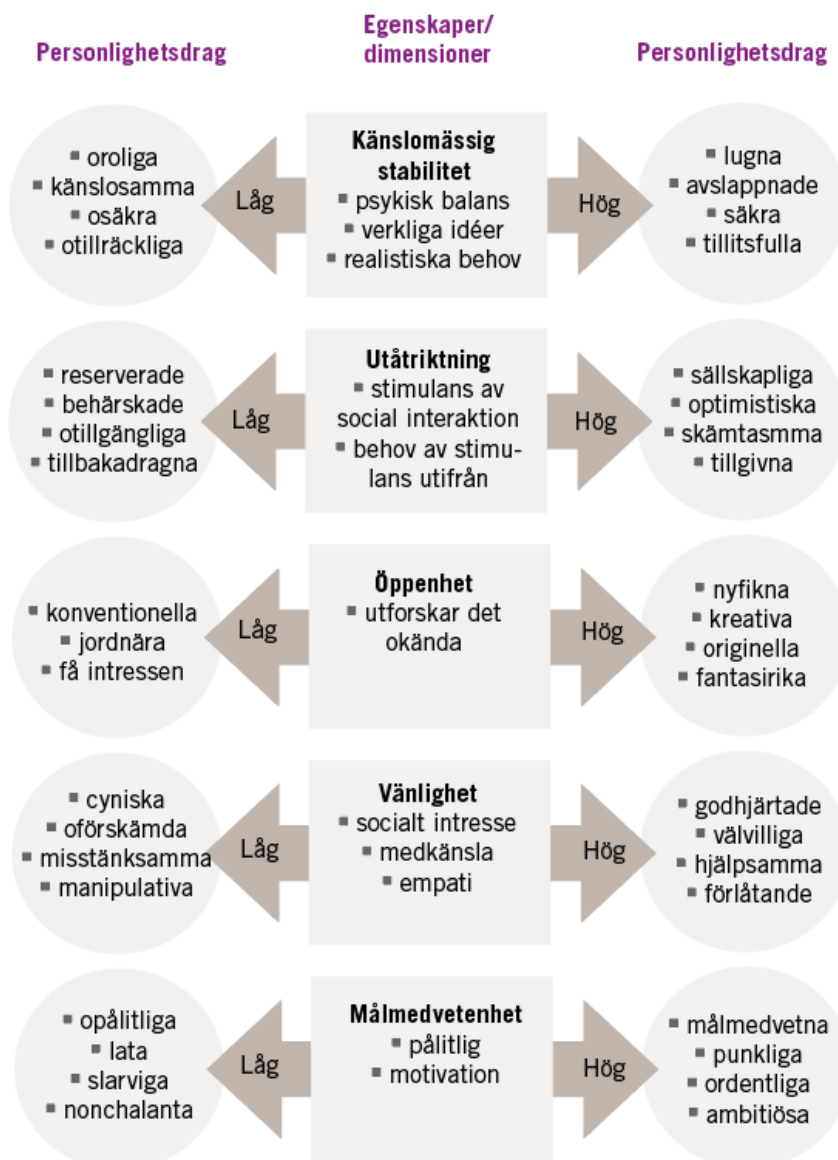 Egenskaper/
Personlighetsdrag dimensioner Personlighetsdrag
▪ oroliga
▪ känslosamma
▪ osäkra
▪ otillräckliga
Låg
Känslomässig
stabilitet
▪ psykisk balans
▪ verkliga idéer
▪ realistiska behov
Hög
▪ lugna
▪ avslappnade
▪ säkra
▪ tillitsfulla
▪ reserverade
▪ behärskade
▪ otillgängliga
▪ tillbakadragna
Låg
Utåtriktning
▪ stimulans av
social interaktion
▪ behov av stimu-
lans utifrån
Hög
▪ sällskapliga
▪ optimistiska
▪ skämtasmma
▪ tillgivna
▪ konventionella
▪ jordnära
▪ få intressen
Låg
Öppenhet
▪ utforskar det
okända
Hög
▪ nyfikna
▪ kreativa
▪ originella
▪ fantasirika
▪ cyniska
▪ oförskämda
▪ misstänksamma
▪ manipulativa
Låg
Vänlighet
▪ socialt intresse
▪ medkänsla
▪ empati
Hög
▪ godhjärtade
▪ välvilliga
▪ hjälpsamma
▪ förlåtande
▪ opålitliga
▪ lata
▪ slarviga
▪ nonchalanta
Låg
Målmedvetenhet
▪ pålitlig
▪ motivation
Hög
▪ målmedvetna
▪ punkliga
▪ ordentliga
▪ ambitiösa